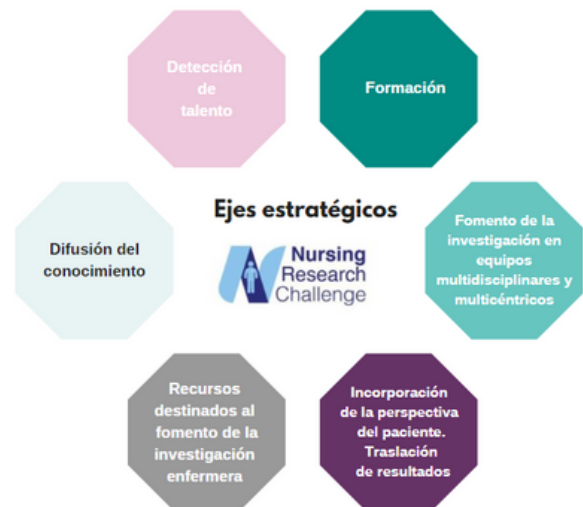 Detección
de
talento
Formación
Ejes estratégicos
Nursing
Research
Challenge
Difusión del
conocimiento
Fomento de la
investigación en
equipos
multidisciplinares y
multicéntricos
Recursos
destinados al
fomento de la
investigación
enfermera
Incorporación
de la perspectiva
del paciente.
Traslación
de resultados